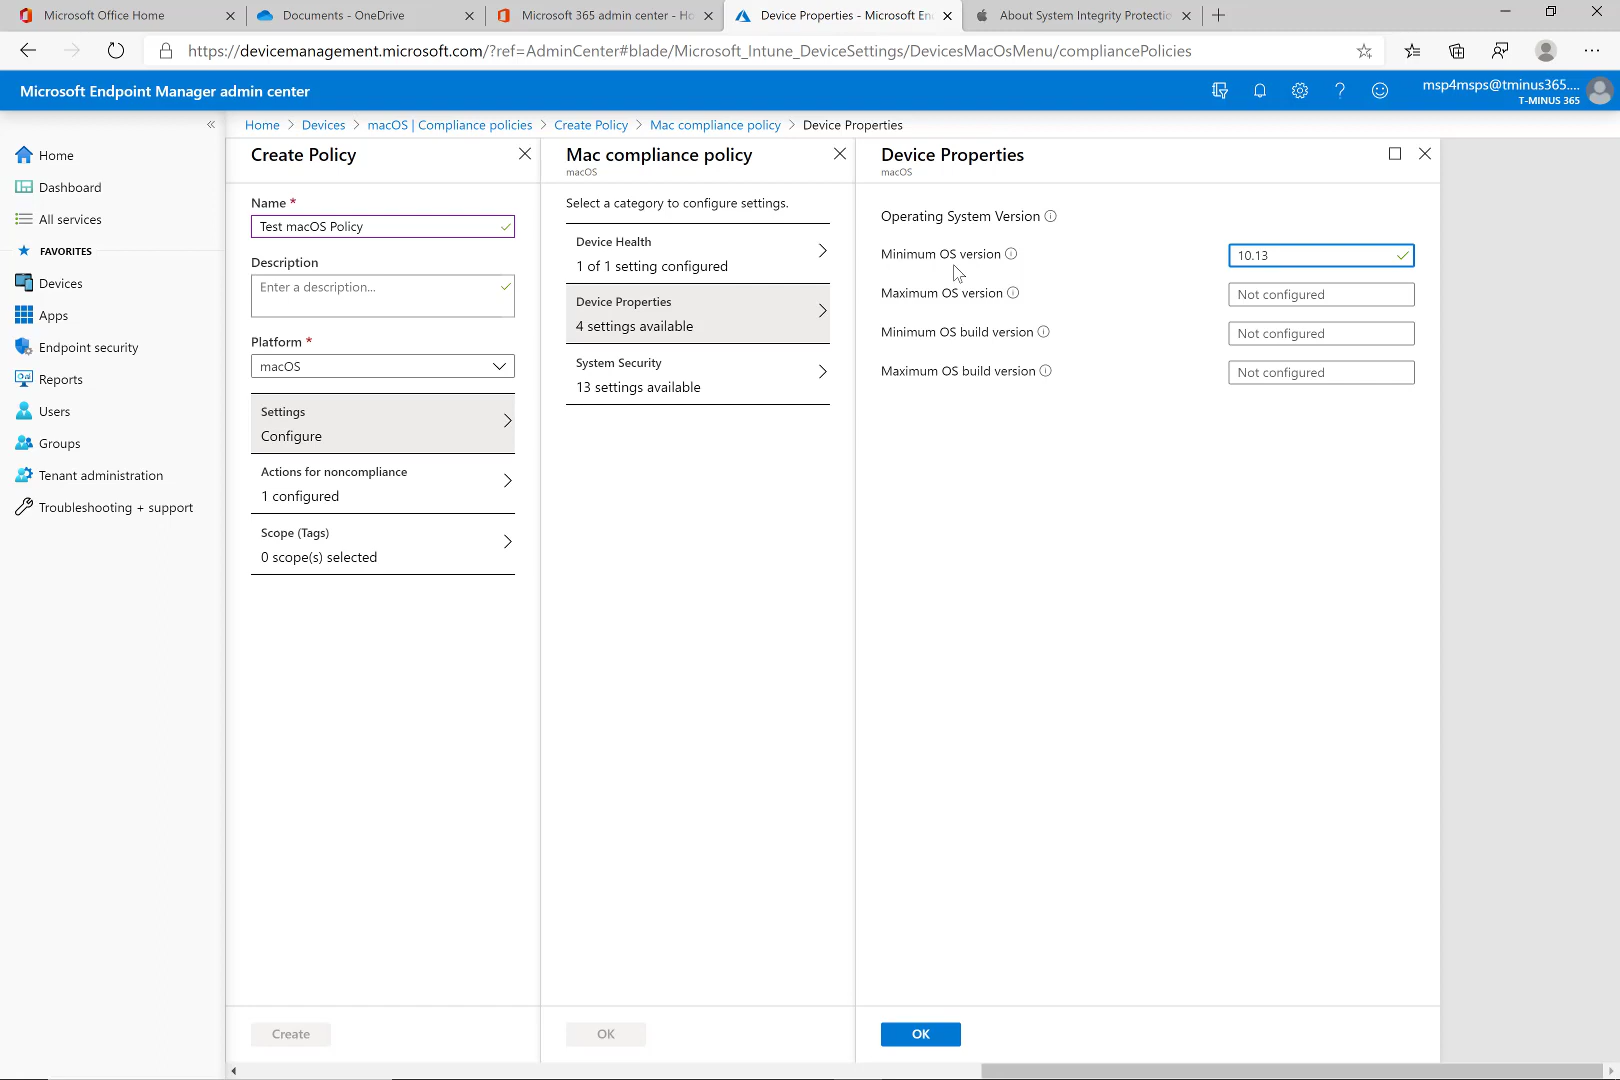 Microsoft Office Home
Documents - OneDrive
Microsoft 365 admin center - Ho
Device Properties - Microsoft En
About System Integrity Protectio
https://devicemanagement.microsoft.com/?ref=AdminCenter#blade/Microsoft_Intune_DeviceSettings/DevicesMacOsMenu/compliancePolicies
Microsoft Endpoint Manager admin center
msp4msps@tminus365....
T-MINUS 365
Home > Devices > macOS | Compliance policies > Create Policy > Mac compliance policy > Device Properties
Home
Dashboard
All services
FAVORITES
Devices
Apps
Endpoint security
Reports
Users
Groups
Tenant administration
Troubleshooting + support
Create Policy
Name *
Test macOS Policy
Description
Enter a description...
Platform *
macOS
Settings
Configure
Actions for noncompliance
1 configured
Scope (Tags)
0 scope(s) selected
Create
Mac compliance policy
macOS
Select a category to configure settings.
Device Health
1 of 1 setting configured
Device Properties
4 settings available
System Security
13 settings available
OK
Device Properties
macOS
Operating System Version
Minimum OS version
10.13
Maximum OS version
Not configured
Minimum OS build version
Not configured
Maximum OS build version
Not configured
OK